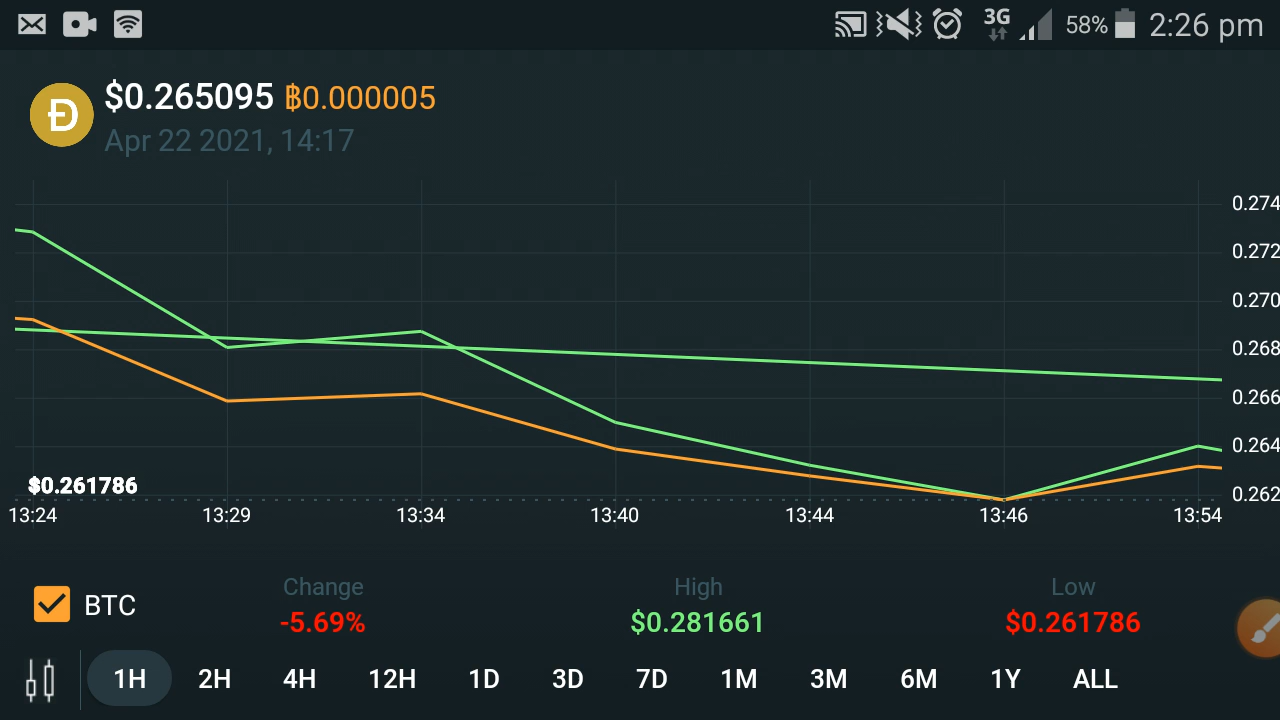 3G 58% 2:26 pm
$0.265095 ฿0.000005
Apr 22 2021, 14:17
0.274
0.272
0.270
0.268
0.266
0.264
$0.261786
0.262
13:24 13:29 13:34 13:40 13:44 13:46 13:54
Change High Low
BTC
-5.69% $0.281661 $0.261786
1H 2H 4H 12H 1D 3D 7D 1M 3M 6M 1Y ALL